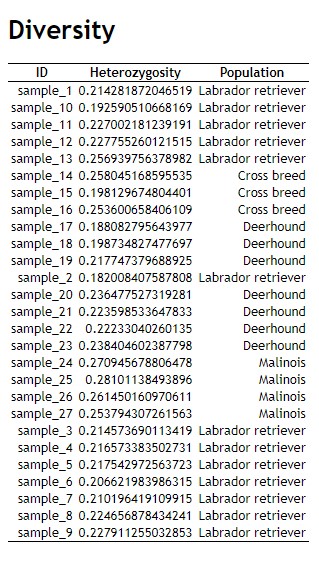 Diversity
ID Heterozygosity Population
sample_1 0.214281872046519 Labrador retriever
sample_10 0.192590510668169 Labrador retriever
sample_11 0.227002181239191 Labrador retriever
sample_12 0.227755260121515 Labrador retriever
sample_13 0.256939756378982 Labrador retriever
sample_14 0.258045168595535 Cross breed
sample_15 0.198129674804401 Cross breed
sample_16 0.253600658406109 Cross breed
sample_17 0.188082795643977 Deerhound
sample_18 0.198734827477697 Deerhound
sample_19 0.217747379688925 Deerhound
sample_2 0.182008407587808 Labrador retriever
sample_20 0.236477527319281 Deerhound
sample_21 0.223598533647833 Deerhound
sample_22 0.22233040260135 Deerhound
sample_23 0.238404602387798 Deerhound
sample_24 0.270945678806478 Malinois
sample_25 0.28101138493896 Malinois
sample_26 0.261450160970611 Malinois
sample_27 0.253794307261563 Malinois
sample_3 0.214573690113419 Labrador retriever
sample_4 0.216573383502731 Labrador retriever
sample_5 0.217542972563723 Labrador retriever
sample_6 0.206621983986315 Labrador retriever
sample_7 0.210196419109915 Labrador retriever
sample_8 0.224656878434241 Labrador retriever
sample_9 0.227911255032853 Labrador retriever